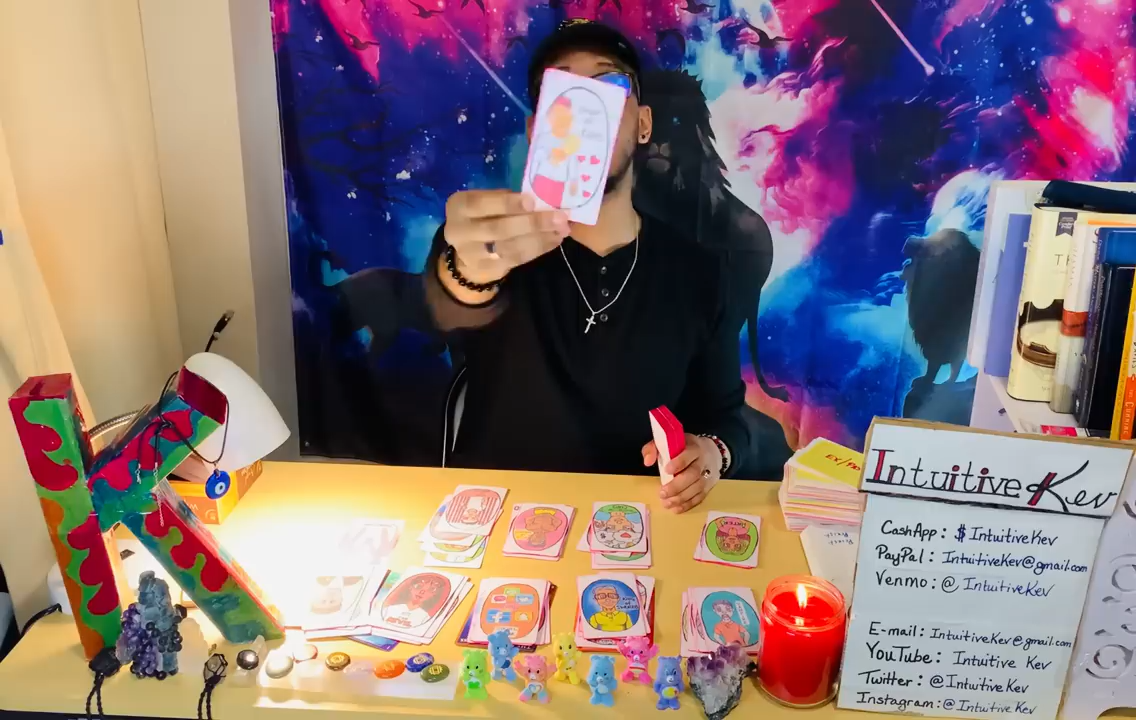 Intuitive Kev
CashApp: $ IntuitiveKev
PayPal: IntuitiveKev@gmail.com
Venmo: @IntuitiveKev
E-mail: IntuitiveKev@gmail.com
YouTube: Intuitive Kev
Twitter: @IntuitiveKev
Instagram: @IntuitiveKev